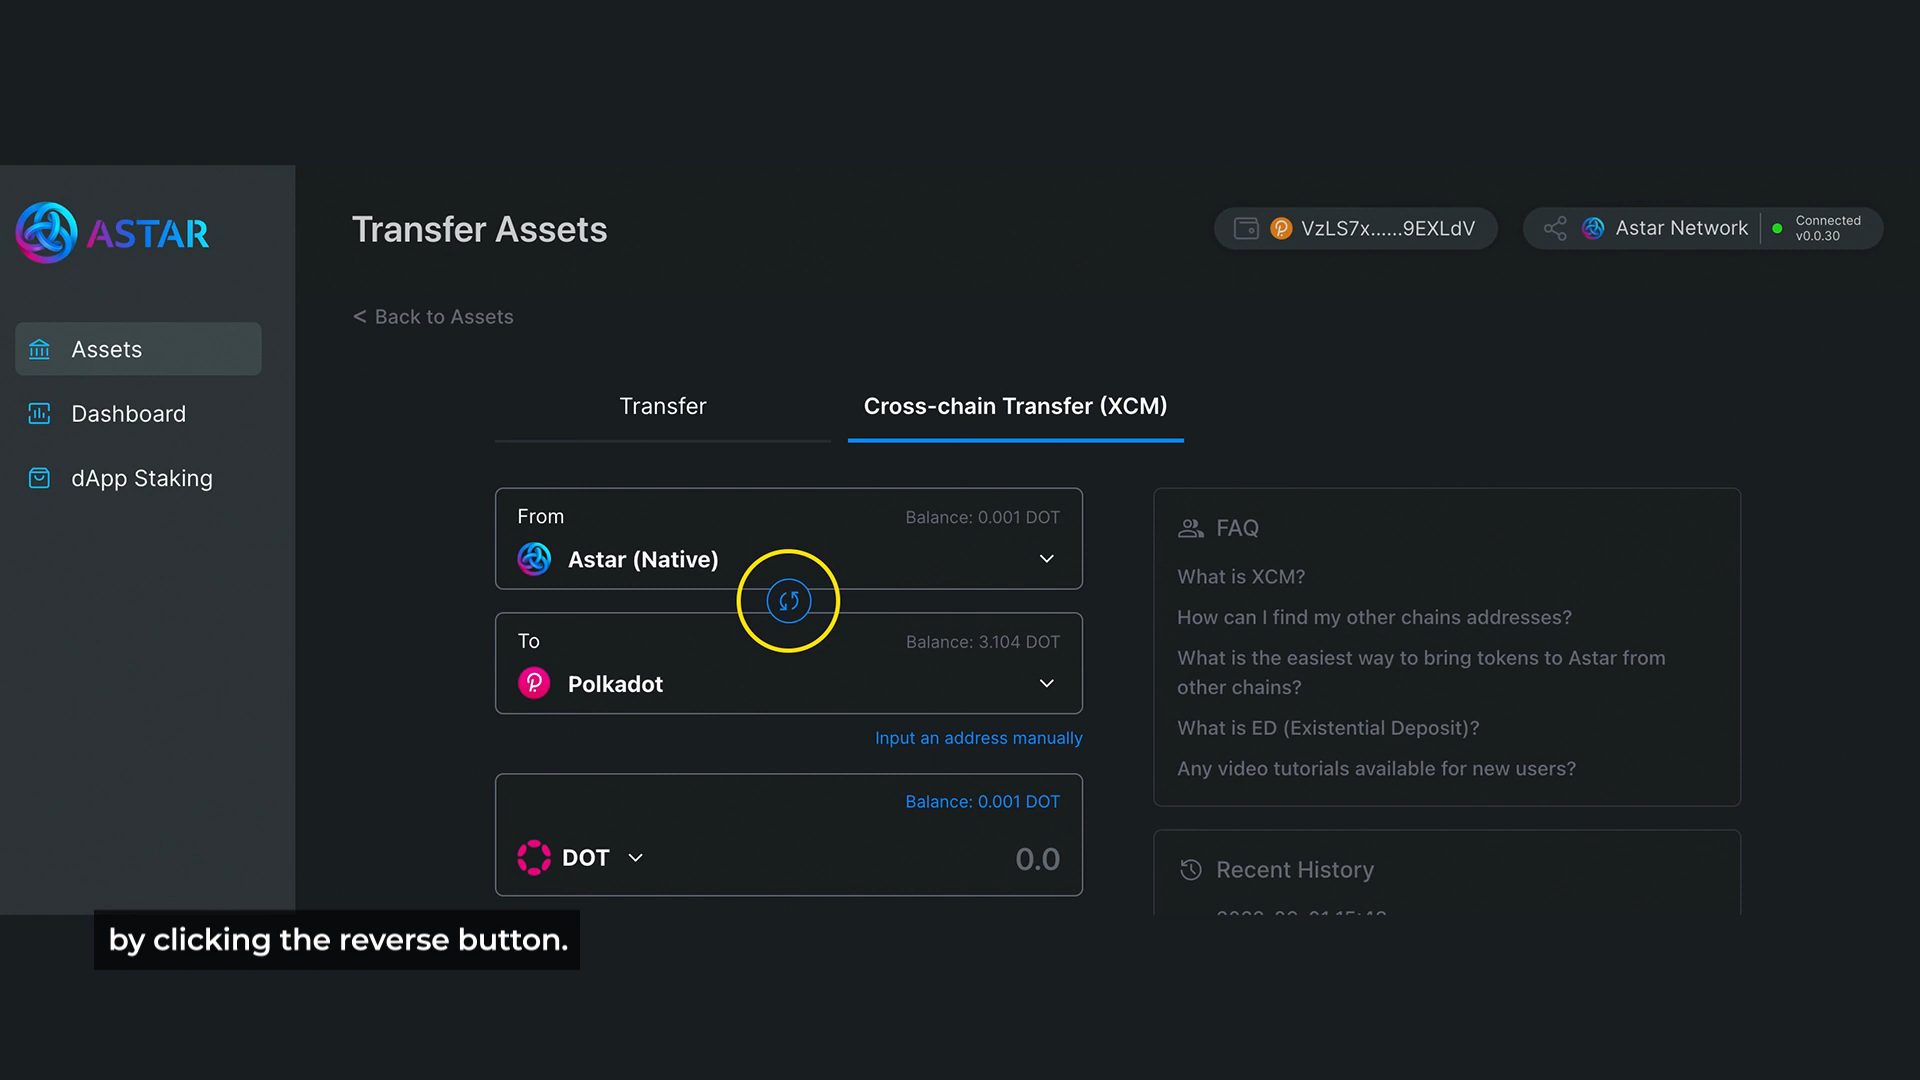 ASTAR
Transfer Assets
VzLS7x......9EXLdV
Astar Network
Connected
v0.0.30
< Back to Assets
Assets
Dashboard
dApp Staking
Transfer
Cross-chain Transfer (XCM)
From
Balance: 0.001 DOT
Astar (Native)
To
Balance: 3.104 DOT
Polkadot
Input an address manually
Balance: 0.001 DOT
DOT
0.0
FAQ
What is XCM?
How can I find my other chains addresses?
What is the easiest way to bring tokens to Astar from
other chains?
What is ED (Existential Deposit)?
Any video tutorials available for new users?
Recent History
by clicking the reverse button.